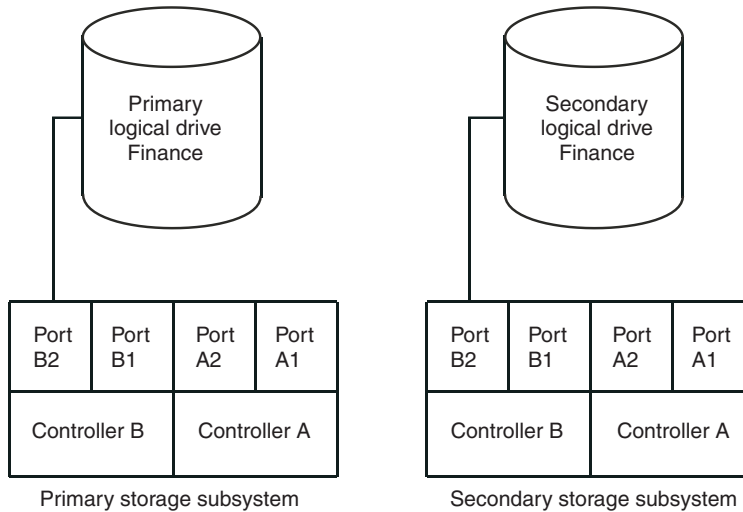 Primary
logical drive
Finance
Secondary
logical drive
Finance
Port
B2
Port
B1
Port
A2
Port
A1
Controller B
Controller A
Primary storage subsystem
Port
B2
Port
B1
Port
A2
Port
A1
Controller B
Controller A
Secondary storage subsystem